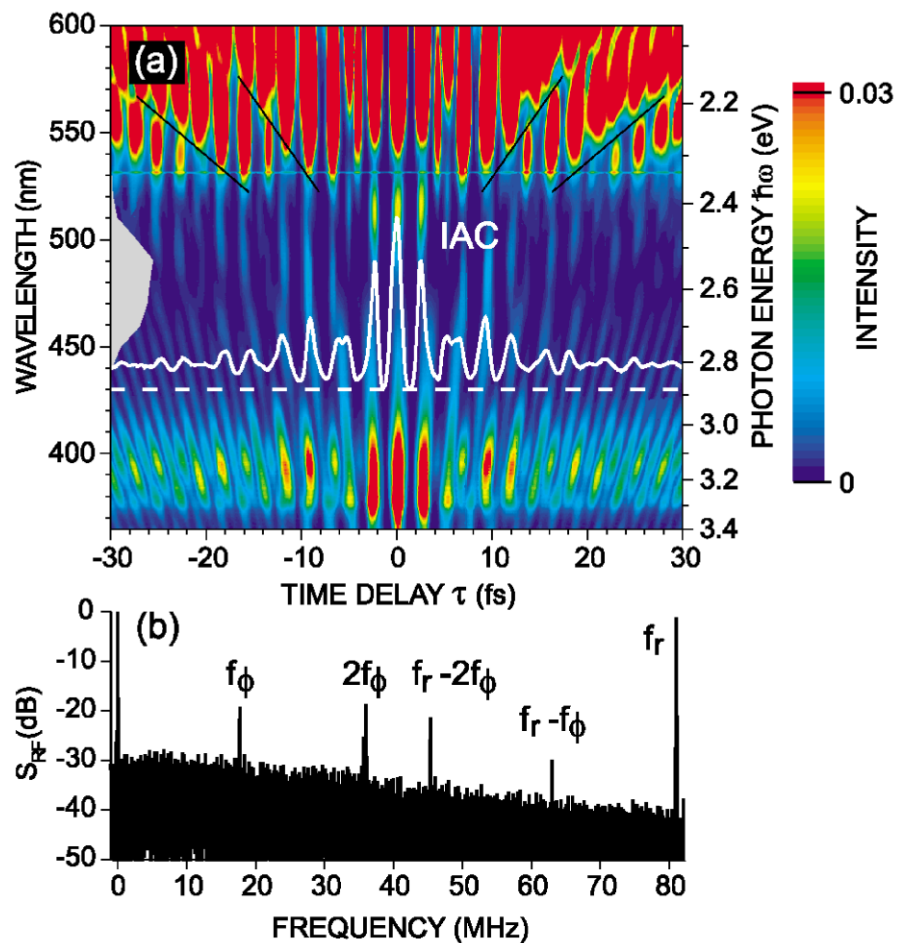 (a)
600
550
500
450
400
WAVELENGTH (nm)
IAC
2.2
2.4
2.6
2.8
3.0
3.2
3.4
PHOTON ENERGY ħω (eV)
0.03
0
INTENSITY
-30 -20 -10 0 10 20 30
TIME DELAY τ (fs)
(b)
0
-10
-20
-30
-40
-50
S_RF (dB)
f_ϕ
2f_ϕ
f_r -2f_ϕ
f_r -f_ϕ
f_r
0 10 20 30 40 50 60 70 80
FREQUENCY (MHz)